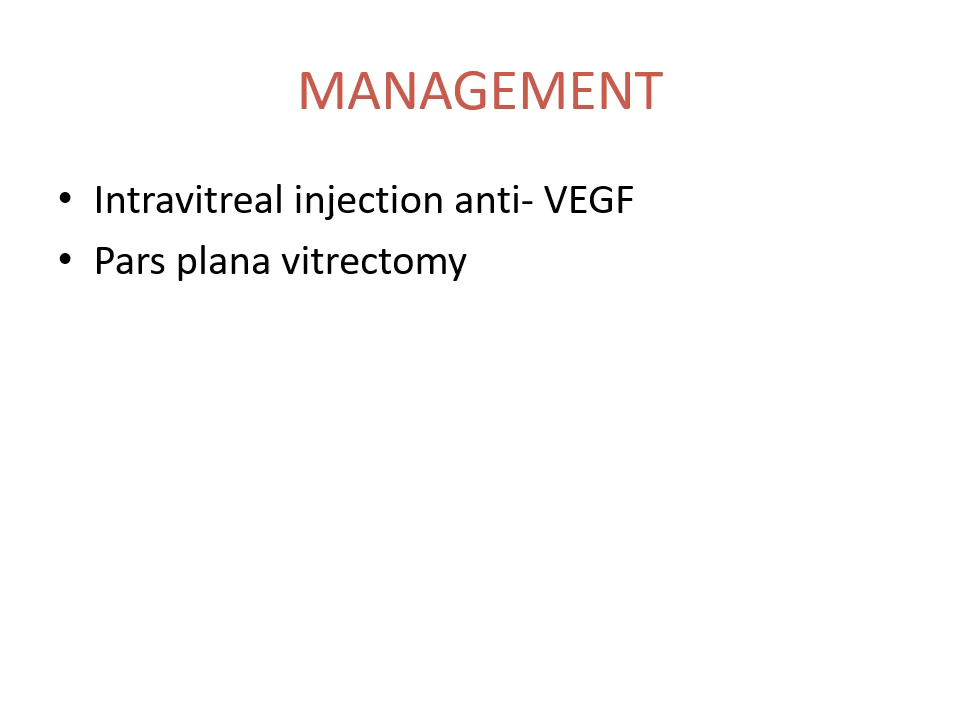 MANAGEMENT
• Intravitreal injection anti- VEGF
• Pars plana vitrectomy